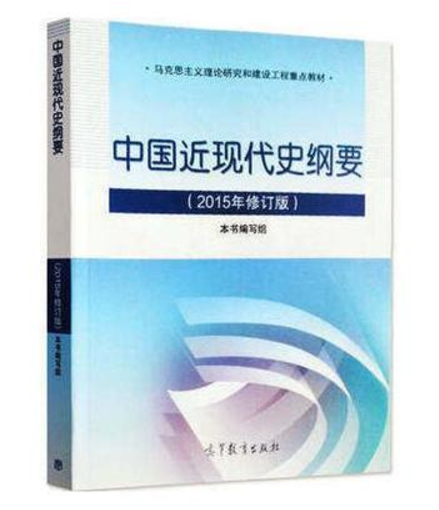 · 马克思主义理论研究和建设工程重点教材 ·
中国近现代史纲要
(2015年修订版)
本书编写组
高等教育出版社
中国近现代史纲要
(2015年修订版)
本书编写组